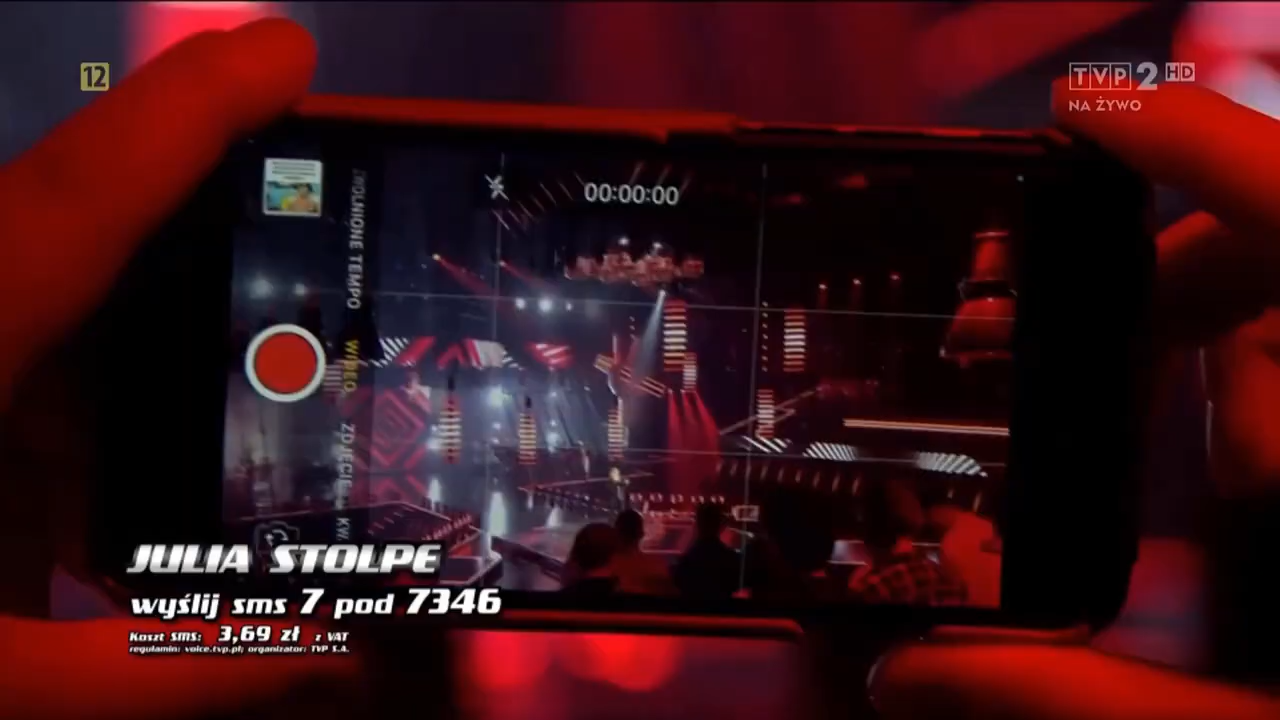 12
TVP 2 HD
NA ŻYWO
00:00:00
ZWOLNIONE TEMPO
WIDEO
ZDJĘCIE
KW
JULIA STOLPE
wyślij sms 7 pod 7346
Koszt SMS: 3,69 zł z VAT
regulamin: voice.tvp.pl; organizator: TVP S.A.